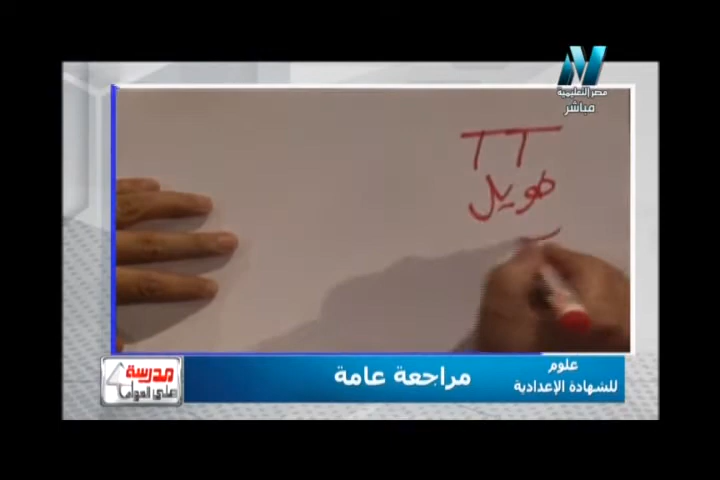 مصر التعليمية
مباشر
TT
طويل
علوم
للشهادة الإعدادية
مراجعة عامة
مدرسة
على الهواء